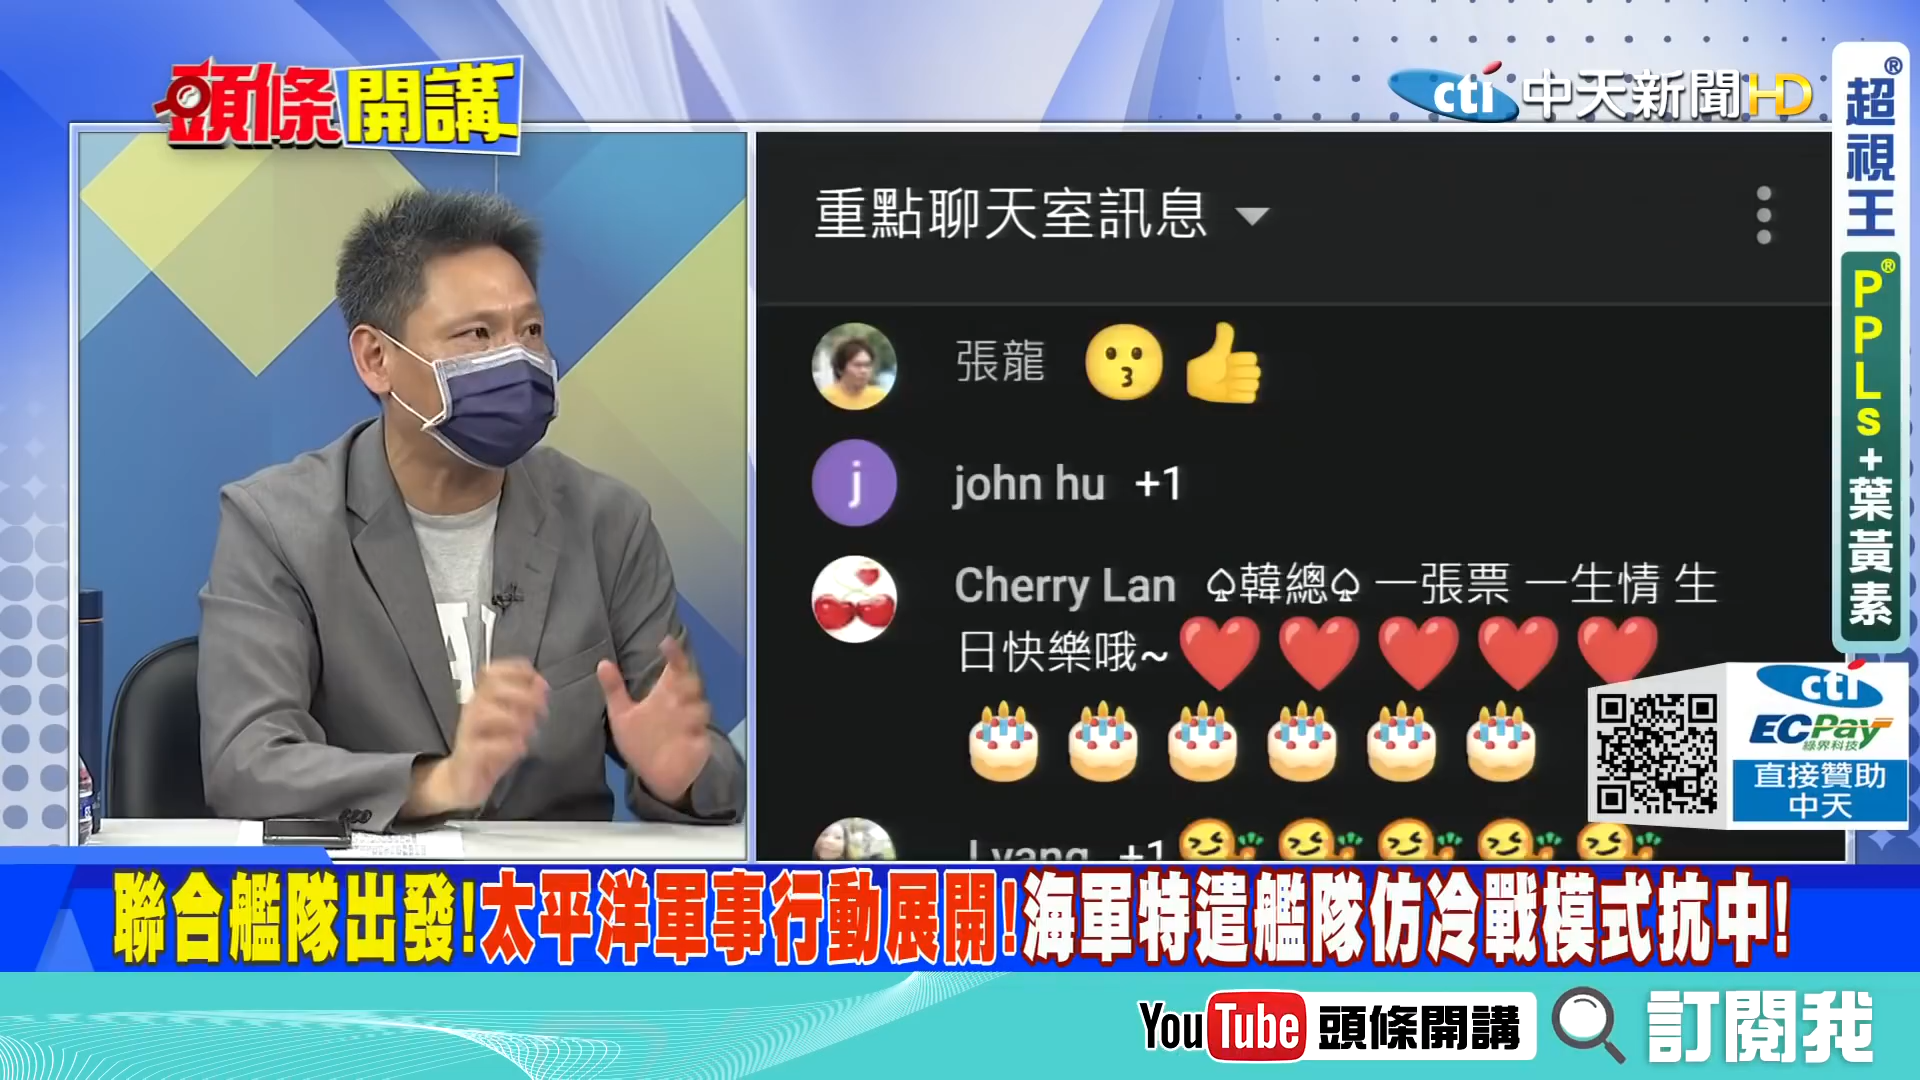 頭條開講
cti 中天新聞HD
超視王®
PPLs®+葉黃素
重點聊天室訊息
張龍
j
john hu +1
Cherry Lan ♤韓總♤ 一張票 一生情 生
日快樂哦~
+1
cti
ECPay
綠界科技
直接贊助
中天
聯合艦隊出發!太平洋軍事行動展開!海軍特遣艦隊仿冷戰模式抗中!
YouTube 頭條開講 訂閱我